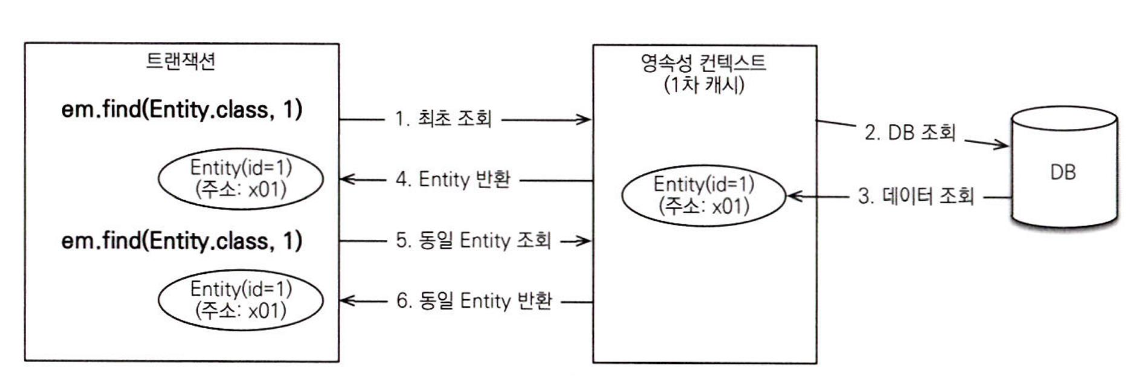 트랜잭션
em.find(Entity.class, 1)
Entity(id=1)
(주소: x01)
em.find(Entity.class, 1)
Entity(id=1)
(주소: x01)
1. 최초 조회
4. Entity 반환
5. 동일 Entity 조회
6. 동일 Entity 반환
영속성 컨텍스트
(1차 캐시)
Entity(id=1)
(주소: x01)
2. DB 조회
3. 데이터 조회
DB